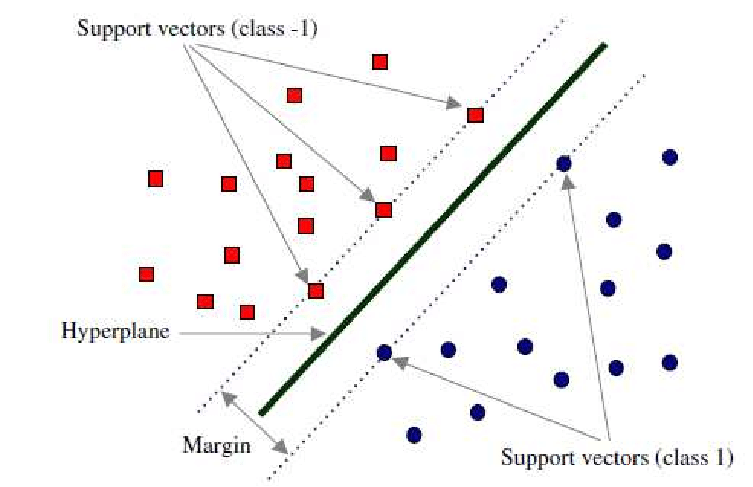 Support vectors (class -1)
Hyperplane
Margin
Support vectors (class 1)